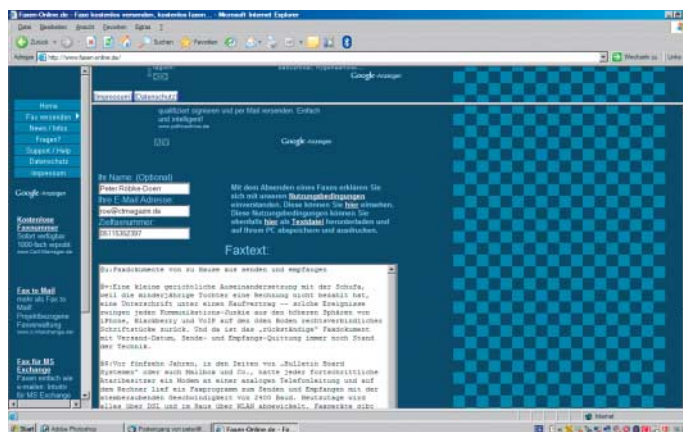 Faxen-Online.de - Faxe kostenlos versenden, kostenlos faxen... - Microsoft Internet Explorer
Datei Bearbeiten Ansicht Favoriten Extras ?
Zurück Suchen Favoriten
Adresse http://www.faxen-online.de/ Wechseln zu Links
Google-Anzeigen
Impressum Datenschutz
Home
Fax versenden
News / Infos
Fragen?
Support / Help
Datenschutz
Impressum
Google-Anzeigen
Kostenlose
Faxnummer
Sofort verfügbar
1000-fach erprobt
Fax to Mail
mehr als Fax to
Mail!
Projektbezogene
Faxverwaltung
Fax für MS
Exchange
Faxen einfach wie
e-mailen. Intuitiv
für MS Exchange
qualifiziert signieren und per Mail versenden. Einfach
und intelligent!
Google-Anzeigen
Ihr Name: (Optional)
Peter Röbke-Doerr
Ihre E-Mail Adresse:
roe@ctmagazin.de
Zielfaxnummer:
05115352397
Mit dem Absenden eines Faxes erklären Sie
sich mit unseren Nutzungsbedingungen
einverstanden. Diese können Sie hier einsehen.
Diese Nutzungsbedingungen können Sie
ebenfalls hier als Textdatei herunterladen und
auf Ihrem PC abspeichern und ausdrucken.
Faxtext:
Faxdokumente von zu Hause aus senden und empfangen
Eine kleine gerichtliche Auseinandersetzung mit der Schufa,
weil die minderjährige Tochter eine Rechnung nicht bezahlt hat,
eine Unterschrift unter einen Kaufvertrag -- solche Ereignisse
zwingen jeden Kommunikations-Junkie aus den höheren Sphären von
iPhone, Blackberry und VoIP auf den öden Boden rechtsverbindlicher
Schriftstücke zurück. Und da ist das „rückständige" Faxdokument
mit Versand-Datum, Sende- und Empfangs-Quittung immer noch Stand
der Technik.
Vor fünfzehn Jahren, in den Zeiten von „Bulletin Board
Systemen" oder auch Mailbox und Co., hatte jeder fortschrittliche
Ataribesitzer ein Modem an einer analogen Telefonleitung und auf
dem Rechner lief ein Faxprogramm zum Senden und Empfangen mit der
atemberaubenden Geschwindigkeit von 2400 Baud. Heutzutage wird
alles über DSL und im Haus über WLAN abgewickelt. Faxgeräte gibt
Internet
Start Adobe Photoshop Posteingang von Faxen-Online.de - Fa...